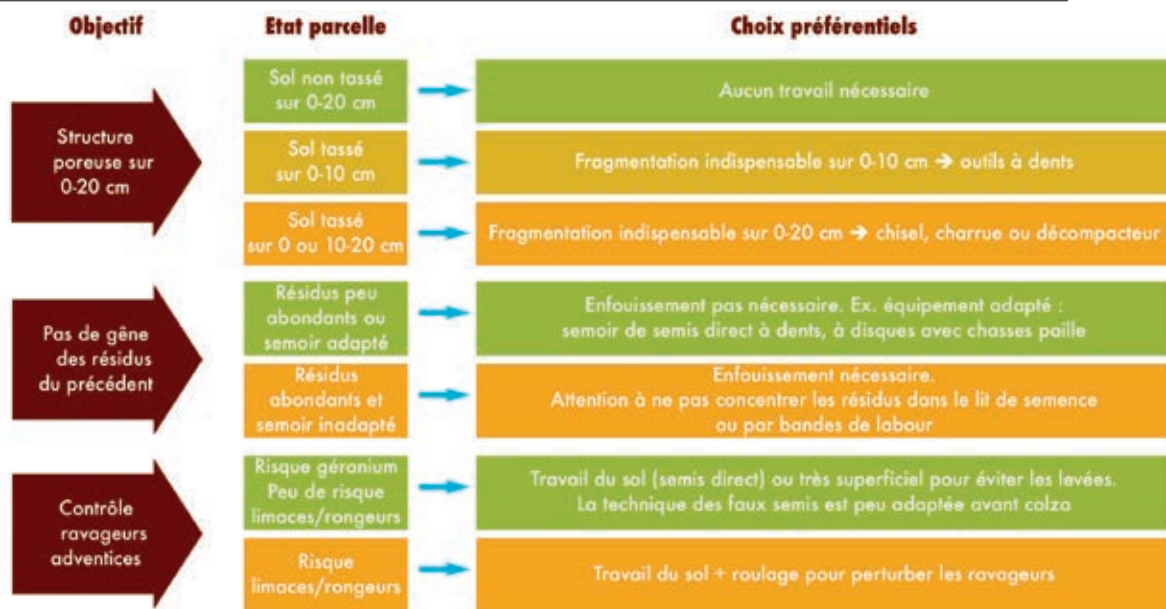 Objectif
Etat parcelle
Choix préférentiels
Structure
poreuse sur
0-20 cm
Sol non tassé
sur 0-20 cm
Aucun travail nécessaire
Sol tassé
sur 0-10 cm
Fragmentation indispensable sur 0-10 cm → outils à dents
Sol tassé
sur 0 ou 10-20 cm
Fragmentation indispensable sur 0-20 cm → chisel, charrue ou décompacteur
Pas de gêne
des résidus
du précédent
Résidus peu
abondants ou
semoir adapté
Enfouissement pas nécessaire. Ex. équipement adapté :
semoir de semis direct à dents, à disques avec chasses paille
Résidus
abondants et
semoir inadapté
Enfouissement nécessaire.
Attention à ne pas concentrer les résidus dans le lit de semence
ou par bandes de labour
Contrôle
ravageurs
adventices
Risque géranium
Peu de risque
limaces/rongeurs
Travail du sol (semis direct) ou très superficiel pour éviter les levées.
La technique des faux semis est peu adaptée avant colza
Risque
limaces/rongeurs
Travail du sol + roulage pour perturber les ravageurs